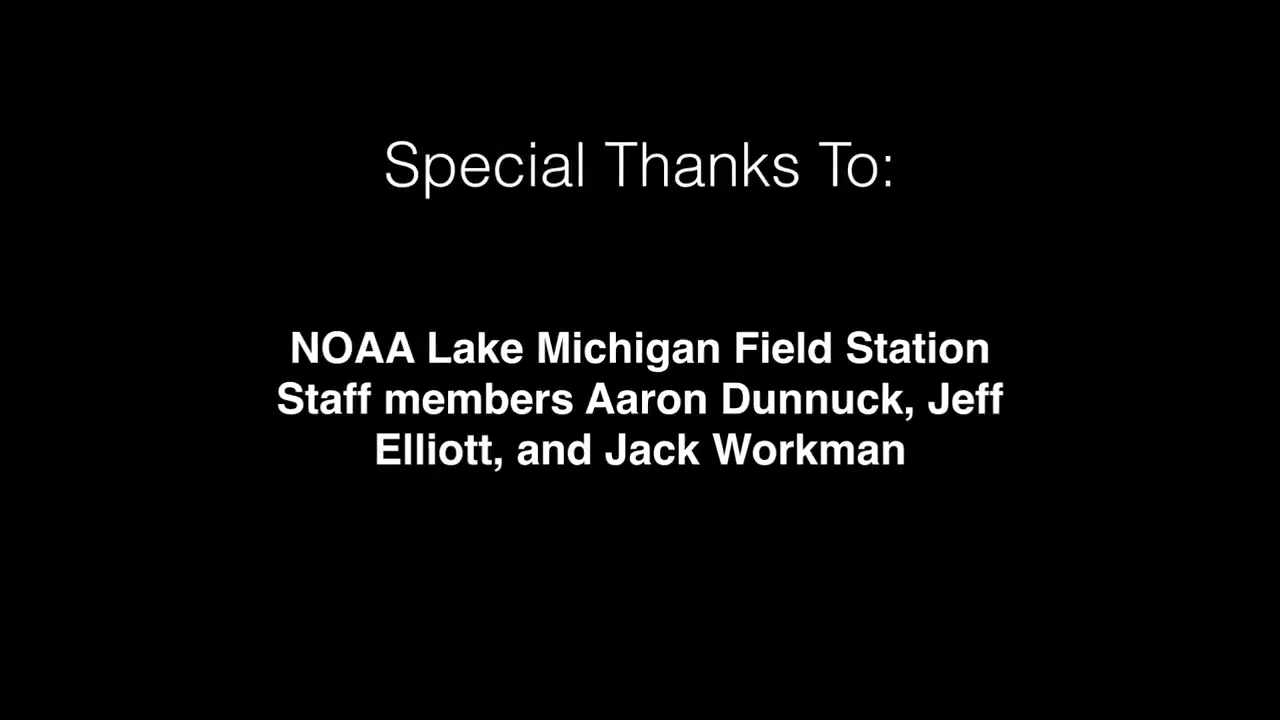 Special Thanks To:
NOAA Lake Michigan Field Station
Staff members Aaron Dunnuck, Jeff
Elliott, and Jack Workman